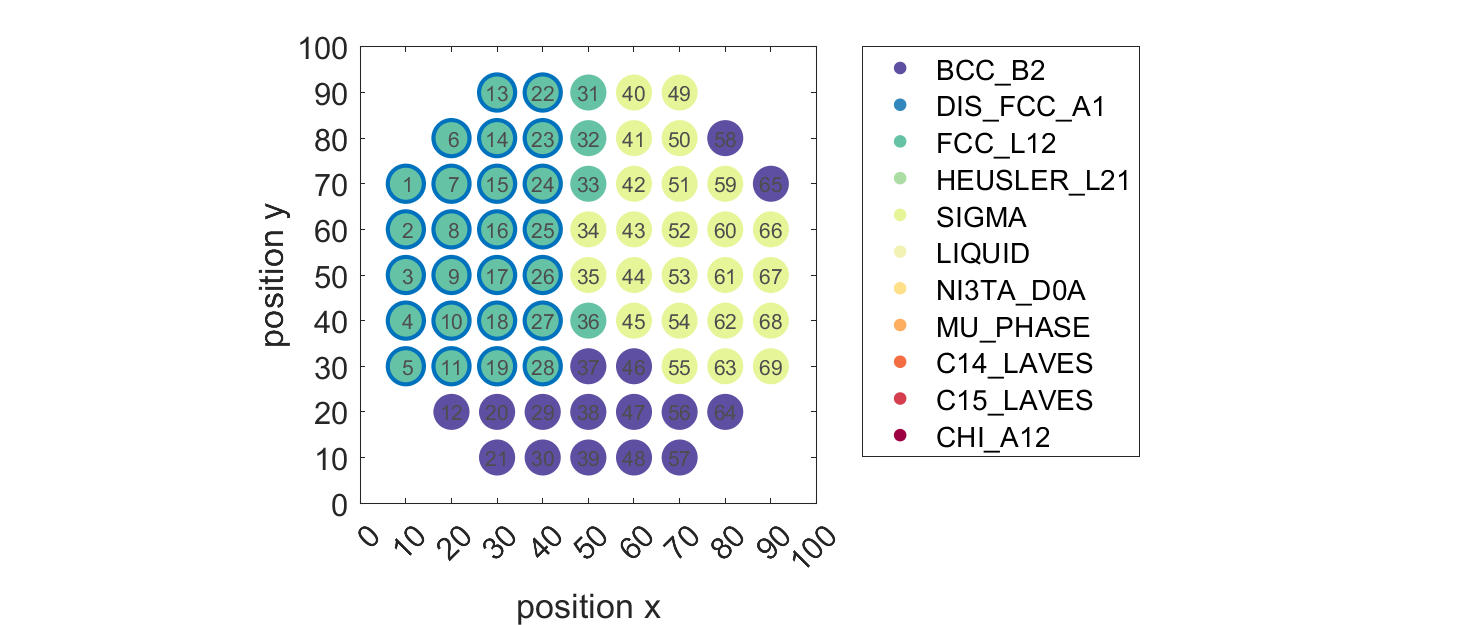 100
90
80
70
60
50
40
30
20
10
0
13 22 31 40 49
6 14 23 32 41 50 58
1 7 15 24 33 42 51 59 65
2 8 16 25 34 43 52 60 66
3 9 17 26 35 44 53 61 67
4 10 18 27 36 45 54 62 68
5 11 19 28 37 46 55 63 69
12 20 29 38 47 56 64
21 30 39 48 57
0 10 20 30 40 50 60 70 80 90 100
position x
position y
BCC_B2
DIS_FCC_A1
FCC_L12
HEUSLER_L21
SIGMA
LIQUID
NI3TA_D0A
MU_PHASE
C14_LAVES
C15_LAVES
CHI_A12